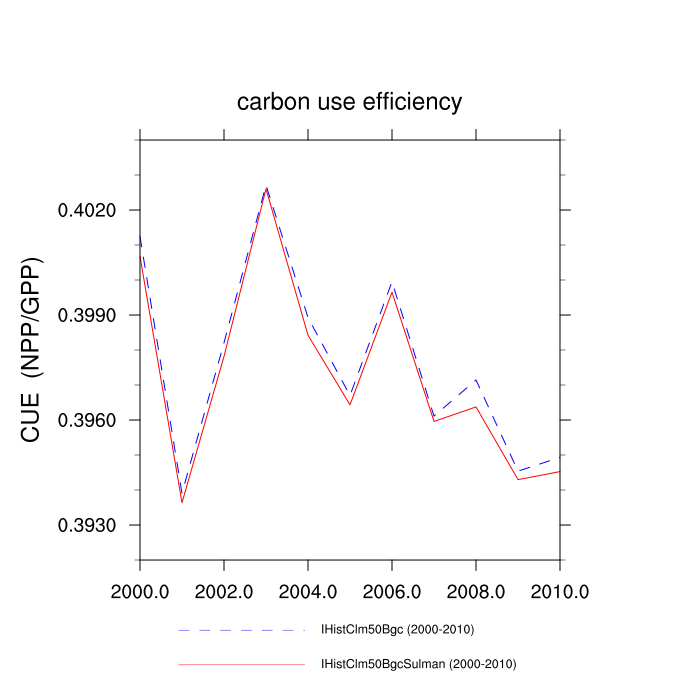 carbon use efficiency
CUE (NPP/GPP)
0.4020
0.3990
0.3960
0.3930
2000.0 2002.0 2004.0 2006.0 2008.0 2010.0
IHistClm50Bgc (2000-2010)
IHistClm50BgcSulman (2000-2010)